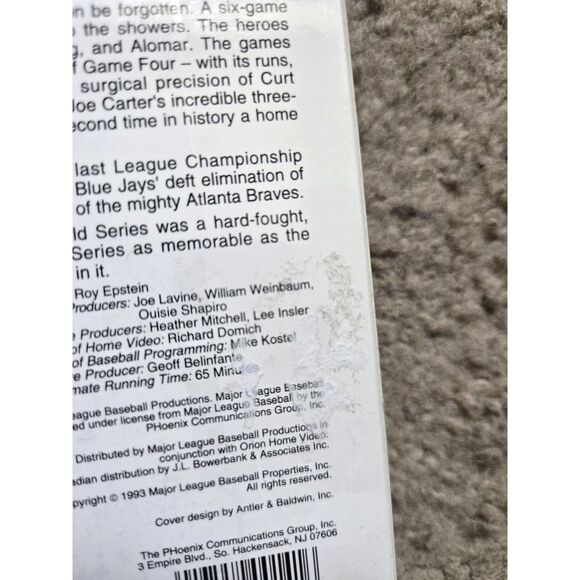 n be forgotten. A six-game
the showers. The heroes
and Alomar. The games
Game Four – with its runs,
surgical precision of Curt
Joe Carter's incredible three-
second time in history a home
last League Championship
Blue Jays' deft elimination of
of the mighty Atlanta Braves.
ld Series was a hard-fought,
Series as memorable as the
in it.
Roy Epstein
Producers: Joe Lavine, William Weinbaum,
Ouisie Shapiro
e Producers: Heather Mitchell, Lee Insler
of Home Video: Richard Domich
of Baseball Programming: Mike Kostel
e Producer: Geoff Belinfante
mate Running Time: 65 Minutes
eague Baseball Productions. Major League Baseball
ed under license from Major League Baseball by the
PHoenix Communications Group, Inc.
Distributed by Major League Baseball Productions in
conjunction with Orion Home Video.
adian distribution by J.L. Bowerbank & Associates Inc.
opyright © 1993 Major League Baseball Properties, Inc.
All rights reserved.
Cover design by Antler & Baldwin, Inc.
The PHoenix Communications Group, Inc.
3 Empire Blvd., So. Hackensack, NJ 07606